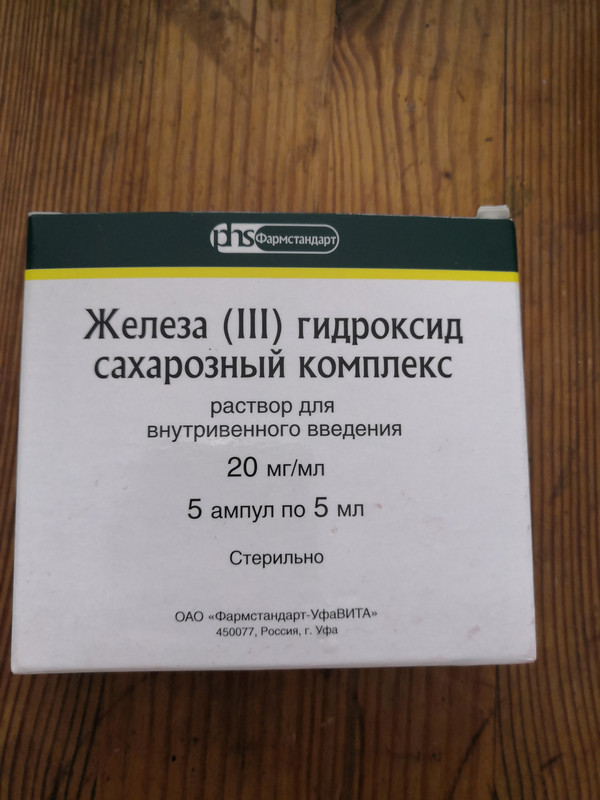 phs Фармстандарт
Железа (III) гидроксид
сахарозный комплекс
раствор для
внутривенного введения
20 мг/мл
5 ампул по 5 мл
Стерильно
ОАО «Фармстандарт-УфаВИТА»
450077, Россия, г. Уфа